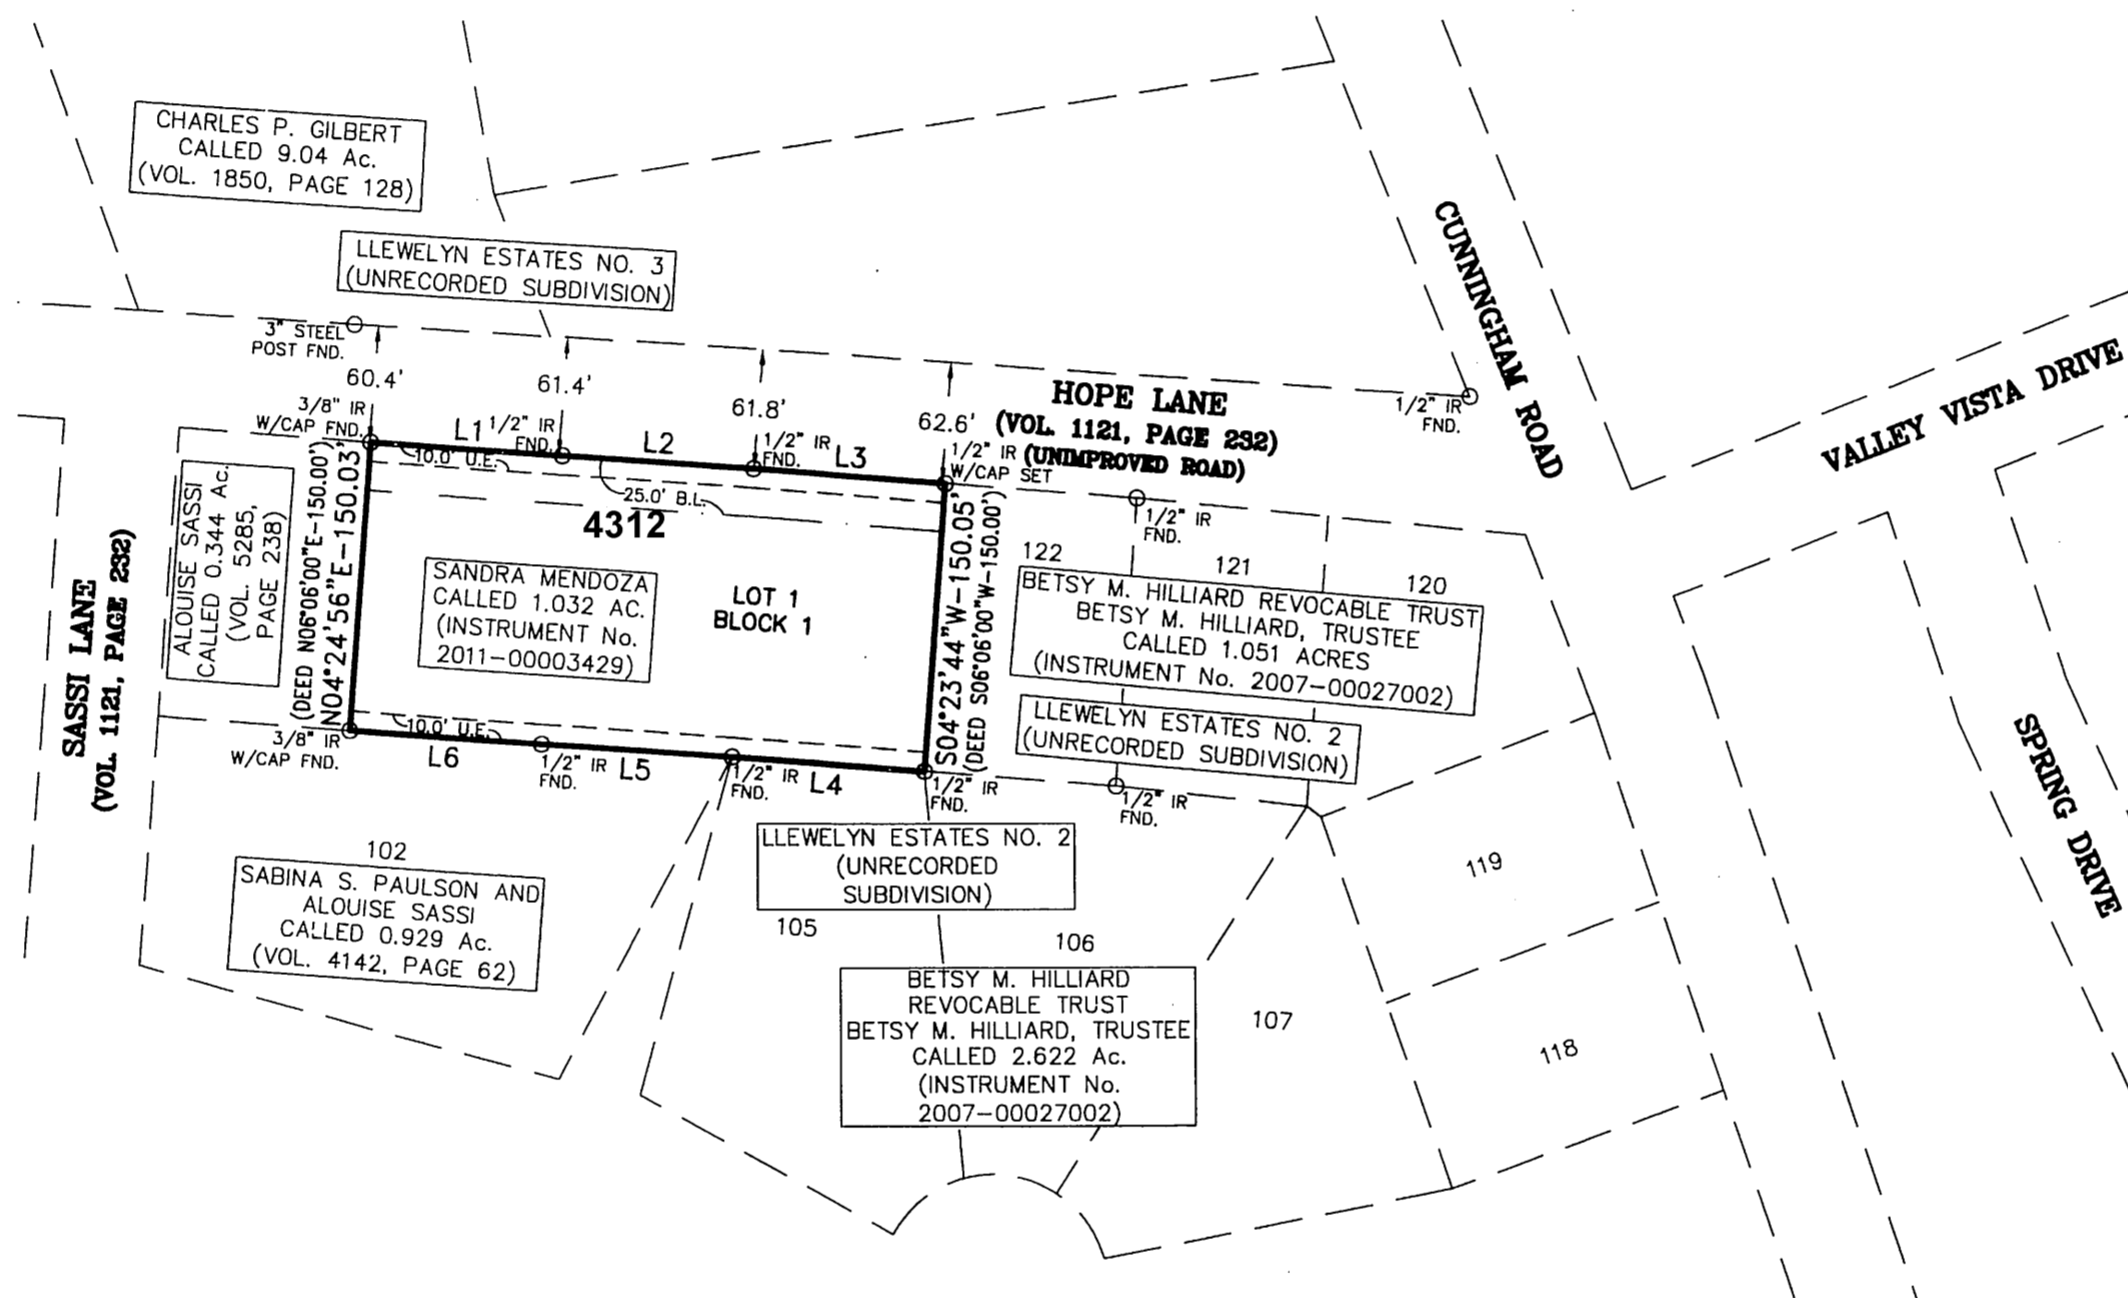 CHARLES P. GILBERT
CALLED 9.04 Ac.
(VOL. 1850, PAGE 128)
LLEWELYN ESTATES NO. 3
(UNRECORDED SUBDIVISION)
CUNNINGHAM ROAD
VALLEY VISTA DRIVE
SPRING DRIVE
3" STEEL
POST FND.
60.4'
61.4'
61.8'
62.6'
HOPE LANE
(VOL. 1121, PAGE 232)
(UNIMPROVED ROAD)
1/2" IR
FND.
3/8" IR
W/CAP FND.
L1
1/2" IR
FND.
L2
1/2" IR
FND.
L3
1/2" IR
W/CAP SET
1/2" IR
FND.
10.0' U.E.
25.0' B.L.
4312
SANDRA MENDOZA
CALLED 1.032 AC.
(INSTRUMENT No.
2011-00003429)
LOT 1
BLOCK 1
SASSI LANE
(VOL. 1121, PAGE 232)
ALOUISE SASSI
CALLED 0.344 Ac.
(VOL. 5285,
PAGE 238)
(DEED N06°06'00"E-150.00')
N04°24'56"E-150.03'
S04°23'44"W-150.05'
(DEED S06°06'00"W-150.00')
122
121
120
BETSY M. HILLIARD REVOCABLE TRUST
BETSY M. HILLIARD, TRUSTEE
CALLED 1.051 ACRES
(INSTRUMENT No. 2007-00027002)
LLEWELYN ESTATES NO. 2
(UNRECORDED SUBDIVISION)
10.0' U.E.
3/8" IR
W/CAP FND.
L6
1/2" IR
FND.
L5
1/2" IR
FND.
L4
1/2" IR
FND.
1/2" IR
FND.
102
SABINA S. PAULSON AND
ALOUISE SASSI
CALLED 0.929 Ac.
(VOL. 4142, PAGE 62)
LLEWELYN ESTATES NO. 2
(UNRECORDED
SUBDIVISION)
105
106
BETSY M. HILLIARD
REVOCABLE TRUST
BETSY M. HILLIARD, TRUSTEE
CALLED 2.622 Ac.
(INSTRUMENT No.
2007-00027002)
107
119
118